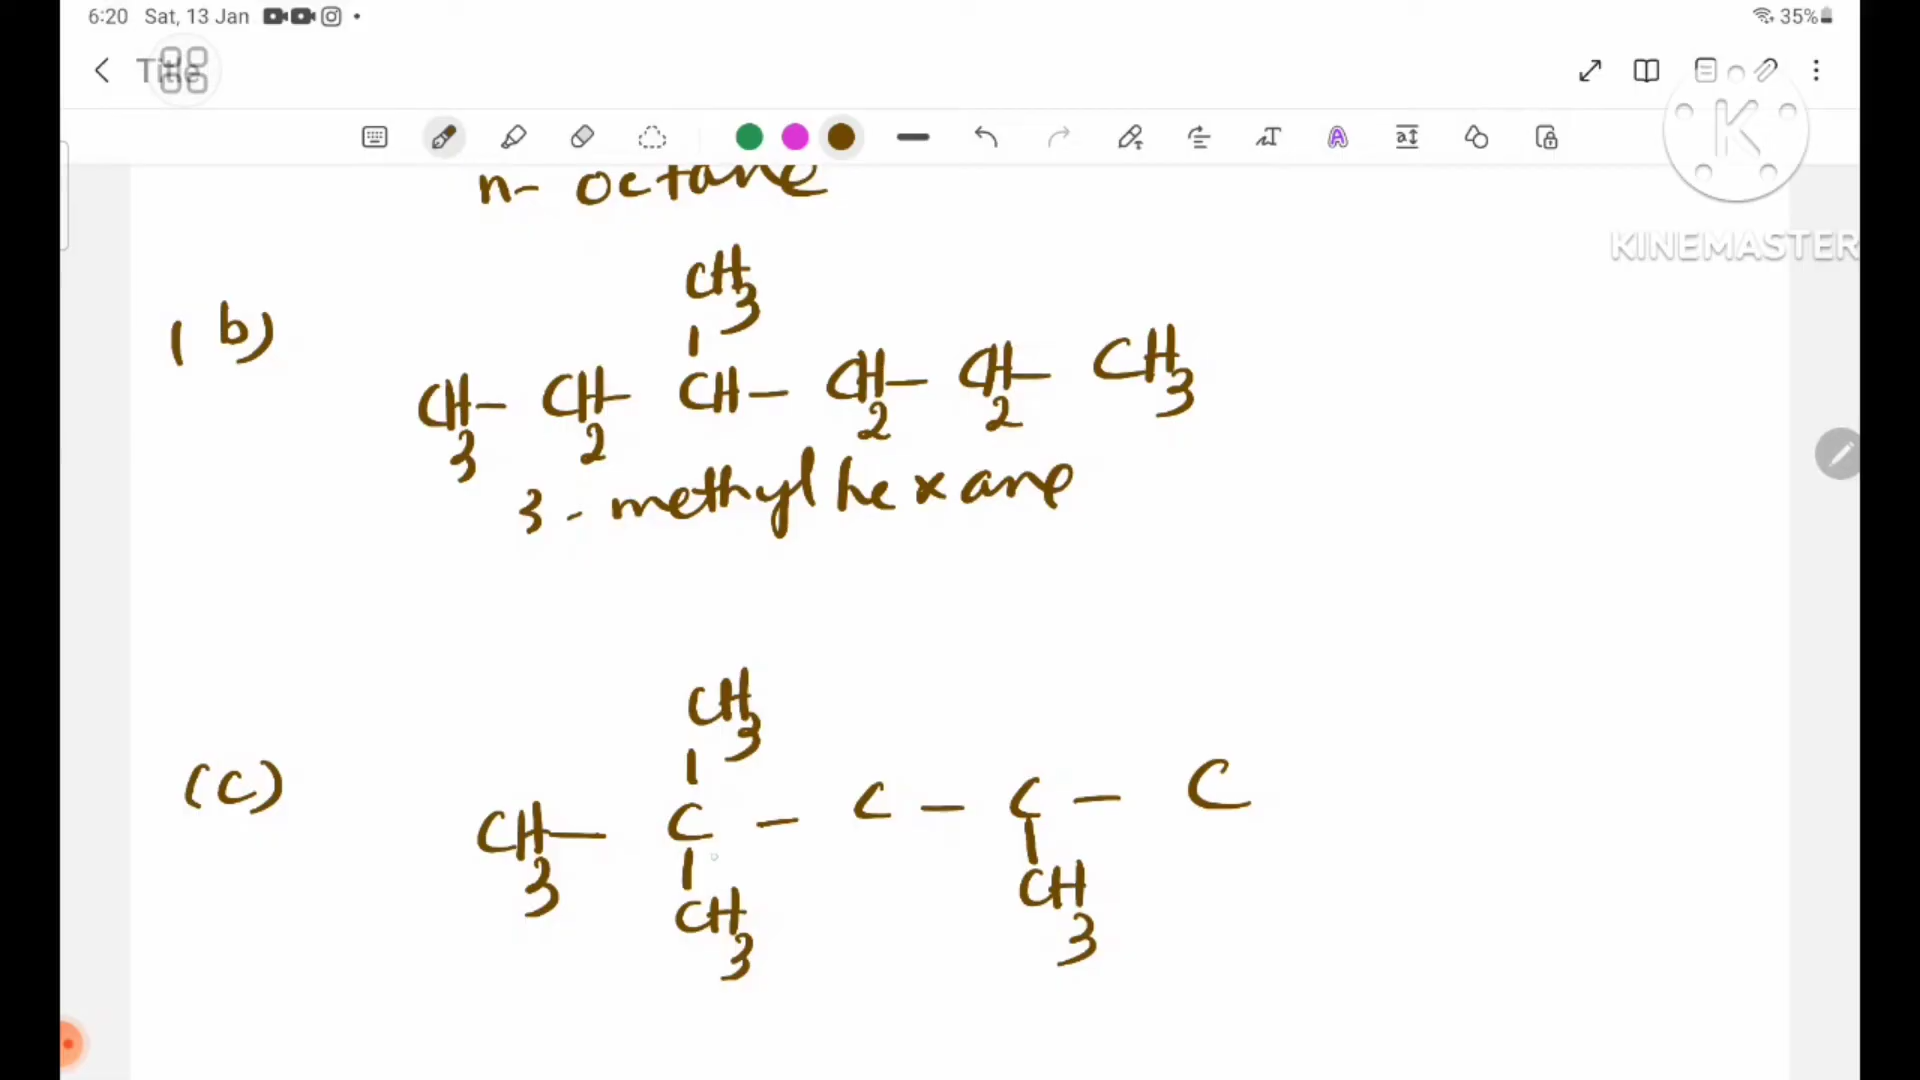 6:20 Sat, 13 Jan
35%
Title
K
KINEMASTER
n- octane
CH3
(b)
CH3- CH2- CH- CH2- CH2- CH3
3- methyl hexane
CH3
(c)
CH3- C - C - C - C
CH3 CH3